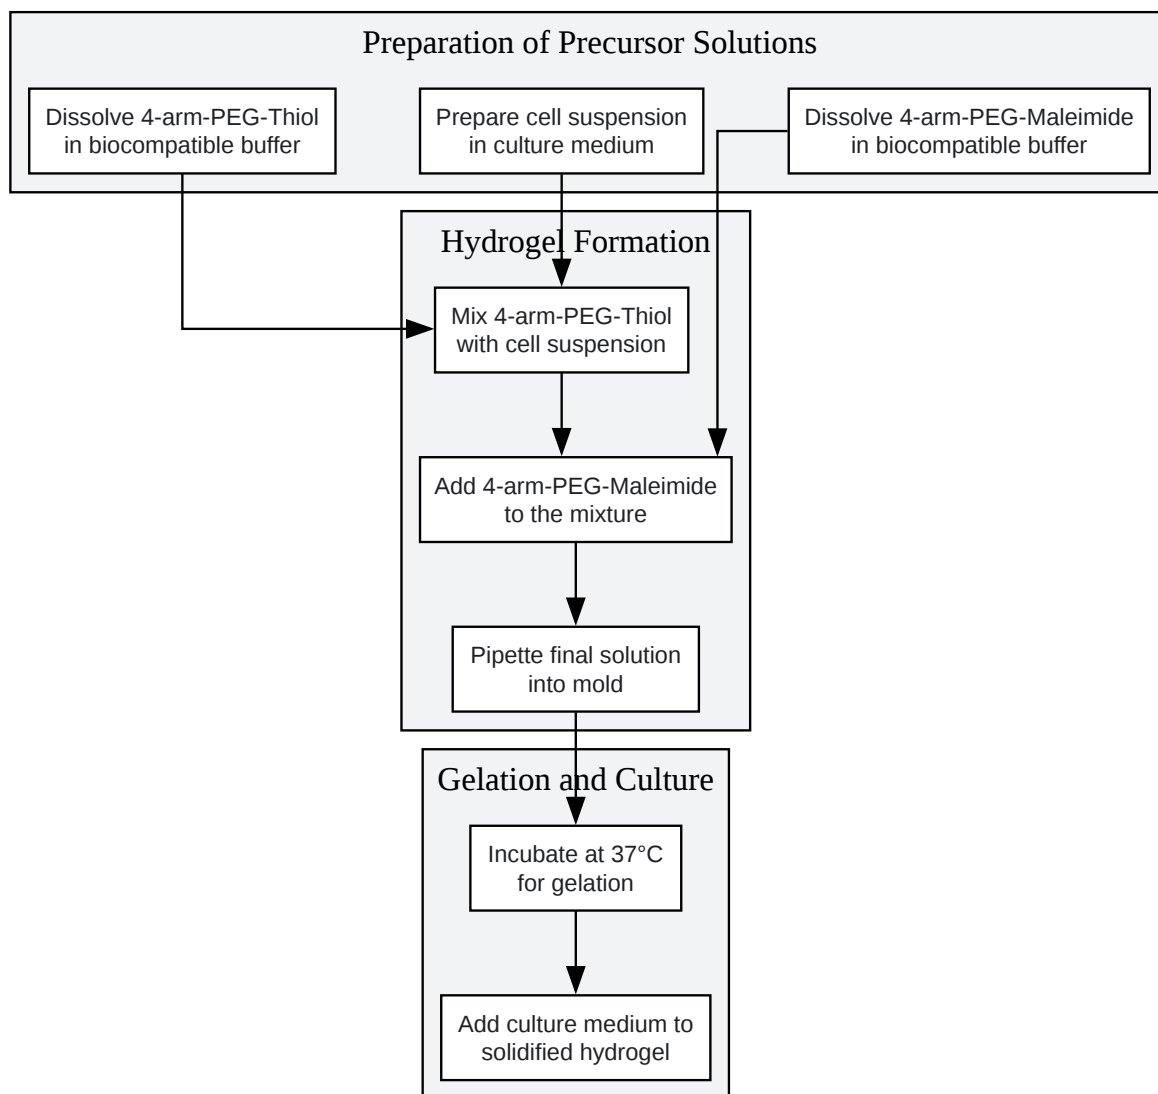 Preparation of Precursor Solutions
Dissolve 4-arm-PEG-Thiol
in biocompatible buffer
Prepare cell suspension
in culture medium
Dissolve 4-arm-PEG-Maleimide
in biocompatible buffer
Hydrogel Formation
Mix 4-arm-PEG-Thiol
with cell suspension
Add 4-arm-PEG-Maleimide
to the mixture
Pipette final solution
into mold
Gelation and Culture
Incubate at 37°C
for gelation
Add culture medium to
solidified hydrogel